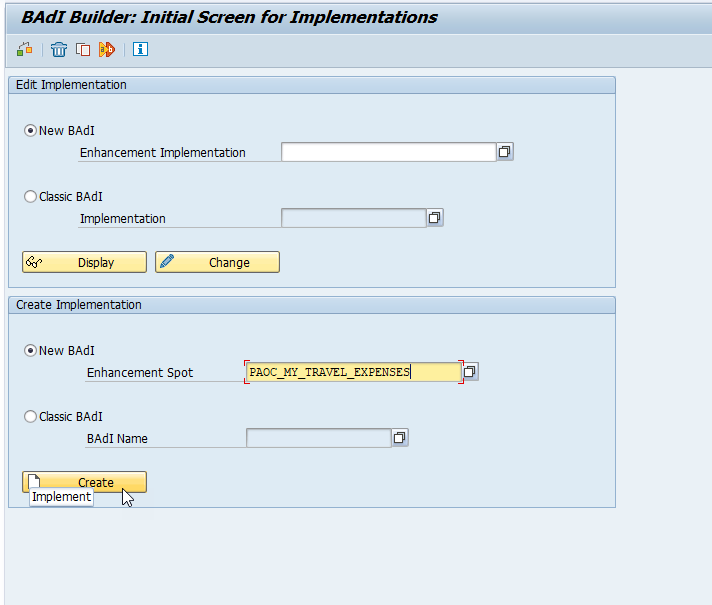 BAdI Builder: Initial Screen for Implementations
Edit Implementation
New BAdI
Enhancement Implementation
Classic BAdI
Implementation
Display Change
Create Implementation
New BAdI
Enhancement Spot PAOC_MY_TRAVEL_EXPENSES
Classic BAdI
BAdI Name
Create
Implement